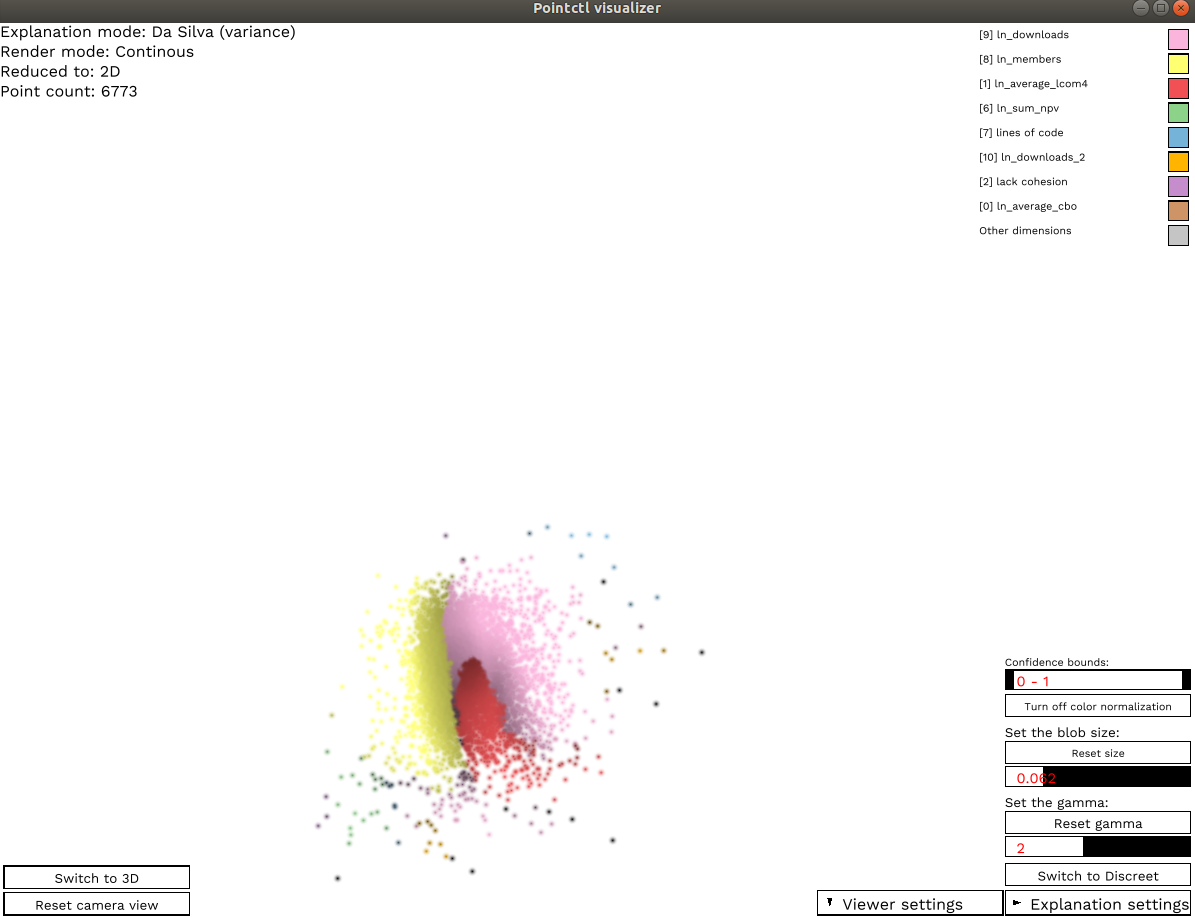 Pointctl visualizer
Explanation mode: Da Silva (variance)
Render mode: Continous
Reduced to: 2D
Point count: 6773
[9] ln_downloads
[8] ln_members
[1] ln_average_lcom4
[6] ln_sum_npv
[7] lines of code
[10] ln_downloads_2
[2] lack cohesion
[0] ln_average_cbo
Other dimensions
Confidence bounds:
0 - 1
Turn off color normalization
Set the blob size:
Reset size
0.062
Set the gamma:
Reset gamma
2
Switch to Discreet
Switch to 3D
Reset camera view
Viewer settings
Explanation settings